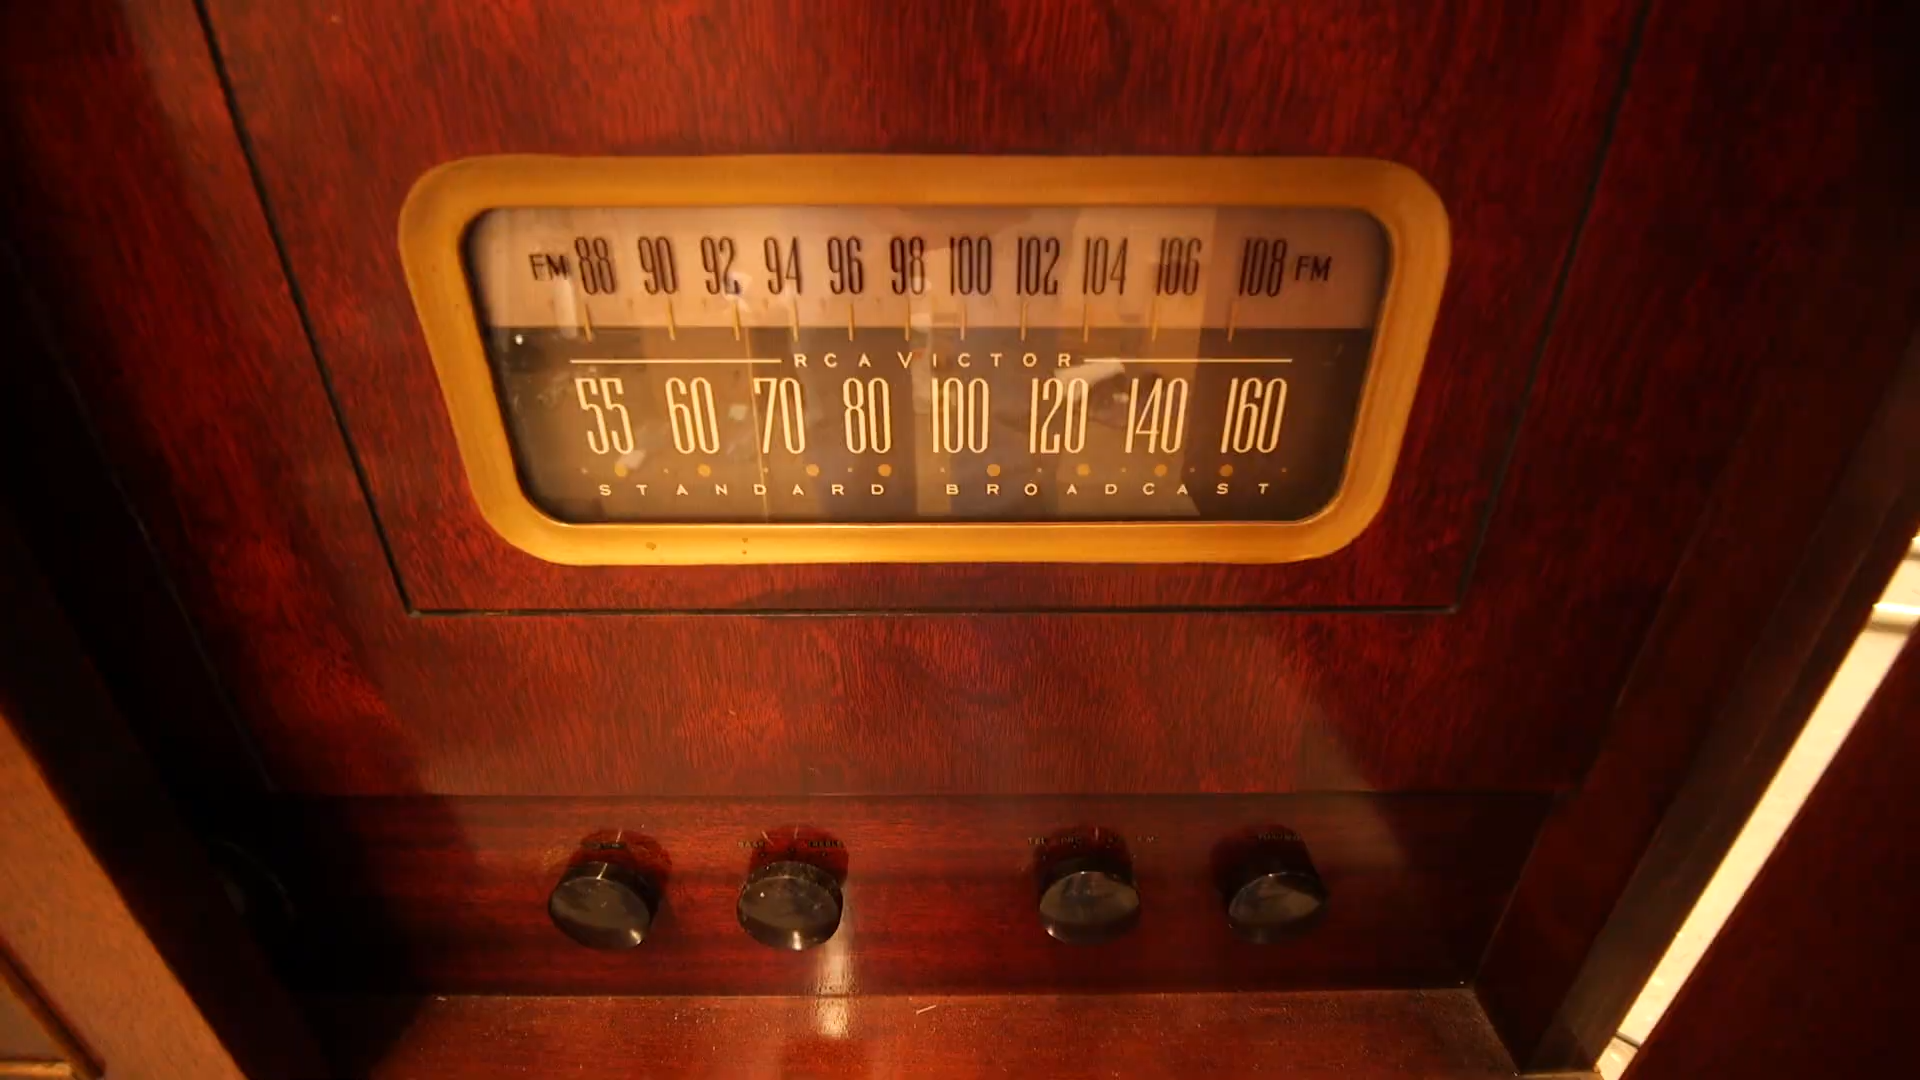 FM 88 90 92 94 96 98 100 102 104 106 108 FM
RCA VICTOR
55 60 70 80 100 120 140 160
STANDARD BROADCAST